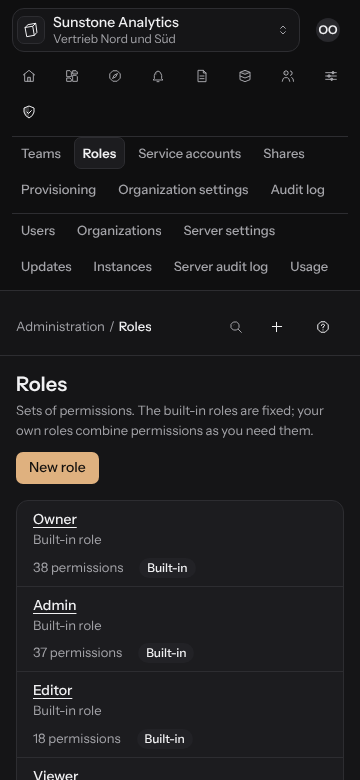 Sunstone Analytics
Vertrieb Nord und Süd
OO
Teams Roles Service accounts Shares
Provisioning Organization settings Audit log
Users Organizations Server settings
Updates Instances Server audit log Usage
Administration / Roles
Roles
Sets of permissions. The built-in roles are fixed; your
own roles combine permissions as you need them.
New role
Owner
Built-in role
38 permissions Built-in
Admin
Built-in role
37 permissions Built-in
Editor
Built-in role
18 permissions Built-in
Viewer